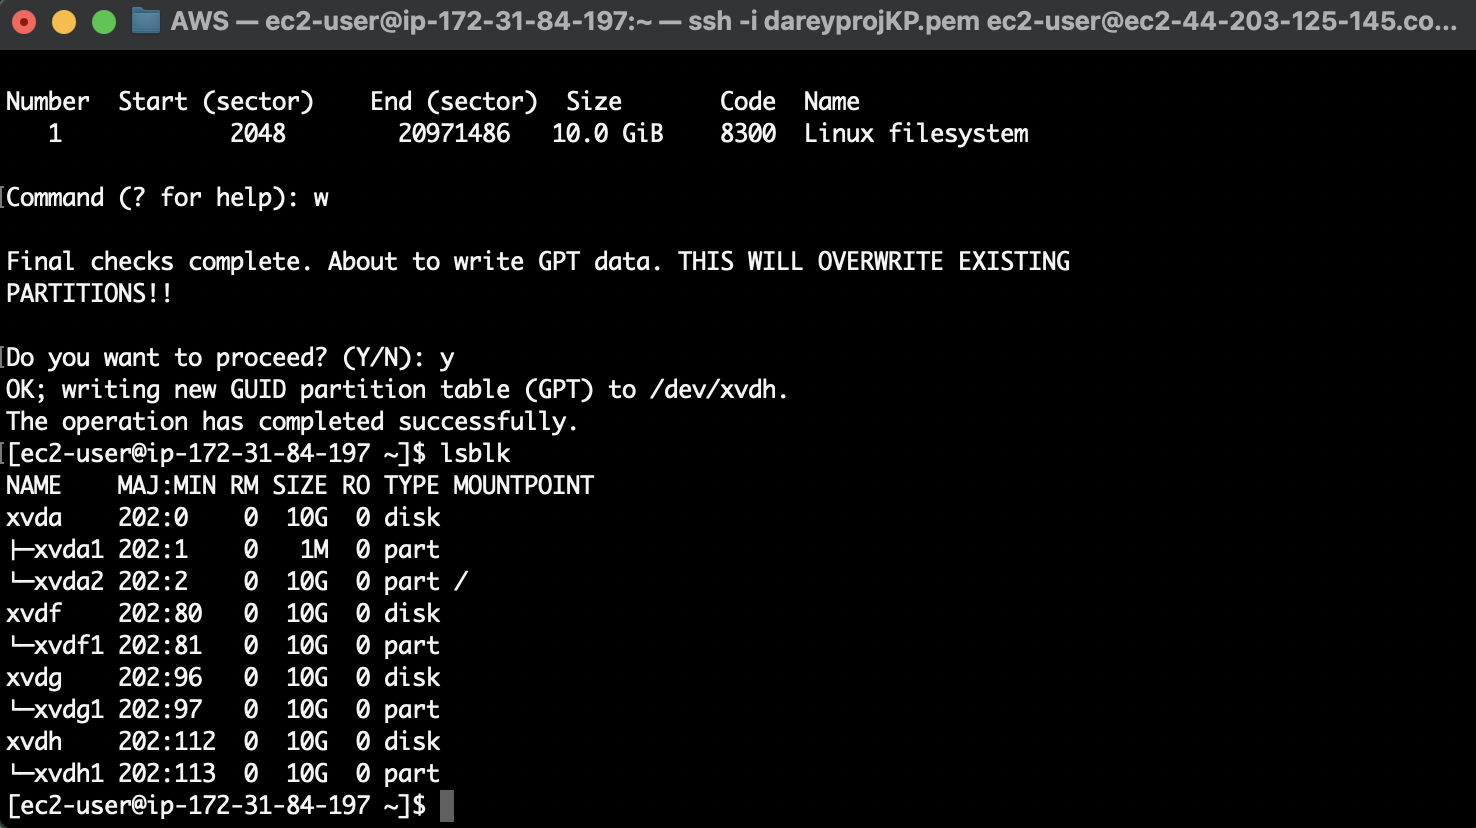 AWS — ec2-user@ip-172-31-84-197:~ — ssh -i dareyprojKP.pem ec2-user@ec2-44-203-125-145.co...
Number  Start (sector)    End (sector)  Size       Code  Name
   1            2048        20971486   10.0 GiB    8300  Linux filesystem
Command (? for help): w
Final checks complete. About to write GPT data. THIS WILL OVERWRITE EXISTING
PARTITIONS!!
Do you want to proceed? (Y/N): y
OK; writing new GUID partition table (GPT) to /dev/xvdh.
The operation has completed successfully.
[ec2-user@ip-172-31-84-197 ~]$ lsblk
NAME    MAJ:MIN RM SIZE RO TYPE MOUNTPOINT
xvda    202:0    0  10G  0 disk
├─xvda1 202:1    0   1M  0 part
└─xvda2 202:2    0  10G  0 part /
xvdf    202:80   0  10G  0 disk
└─xvdf1 202:81   0  10G  0 part
xvdg    202:96   0  10G  0 disk
└─xvdg1 202:97   0  10G  0 part
xvdh    202:112  0  10G  0 disk
└─xvdh1 202:113  0  10G  0 part
[ec2-user@ip-172-31-84-197 ~]$